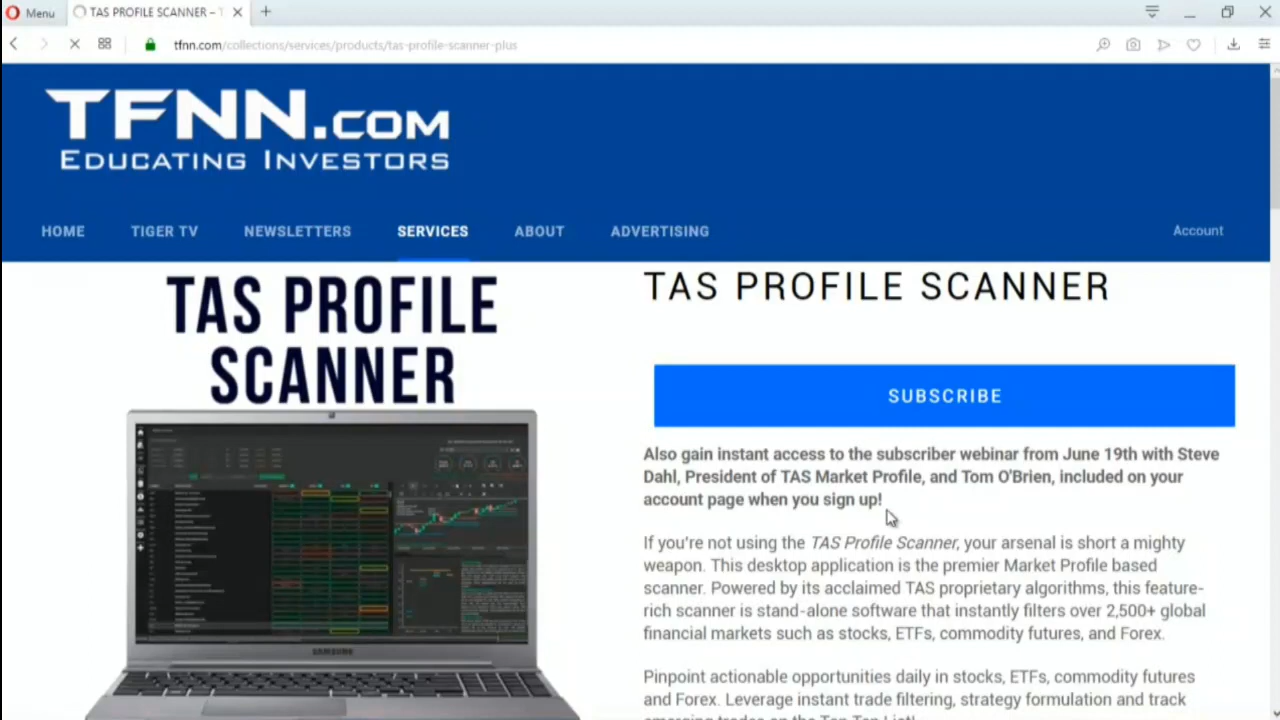 Menu
TAS PROFILE SCANNER – T
tfnn.com/collections/services/products/tas-profile-scanner-plus
TFNN.COM
EDUCATING INVESTORS
HOME TIGER TV NEWSLETTERS SERVICES ABOUT ADVERTISING Account
TAS PROFILE
SCANNER
SAMSUNG
TAS PROFILE SCANNER
SUBSCRIBE
Also gain instant access to the subscriber webinar from June 19th with Steve
Dahl, President of TAS Market Profile, and Tom O'Brien, included on your
account page when you sign up!
If you're not using the TAS Profile Scanner, your arsenal is short a mighty
weapon. This desktop application is the premier Market Profile based
scanner. Powered by its acclaimed TAS proprietary algorithms, this feature-
rich scanner is stand-alone software that instantly filters over 2,500+ global
financial markets such as stocks, ETFs, commodity futures, and Forex.
Pinpoint actionable opportunities daily in stocks, ETFs, commodity futures
and Forex. Leverage instant trade filtering, strategy formulation and track
emerging trades on the Top Ten List!